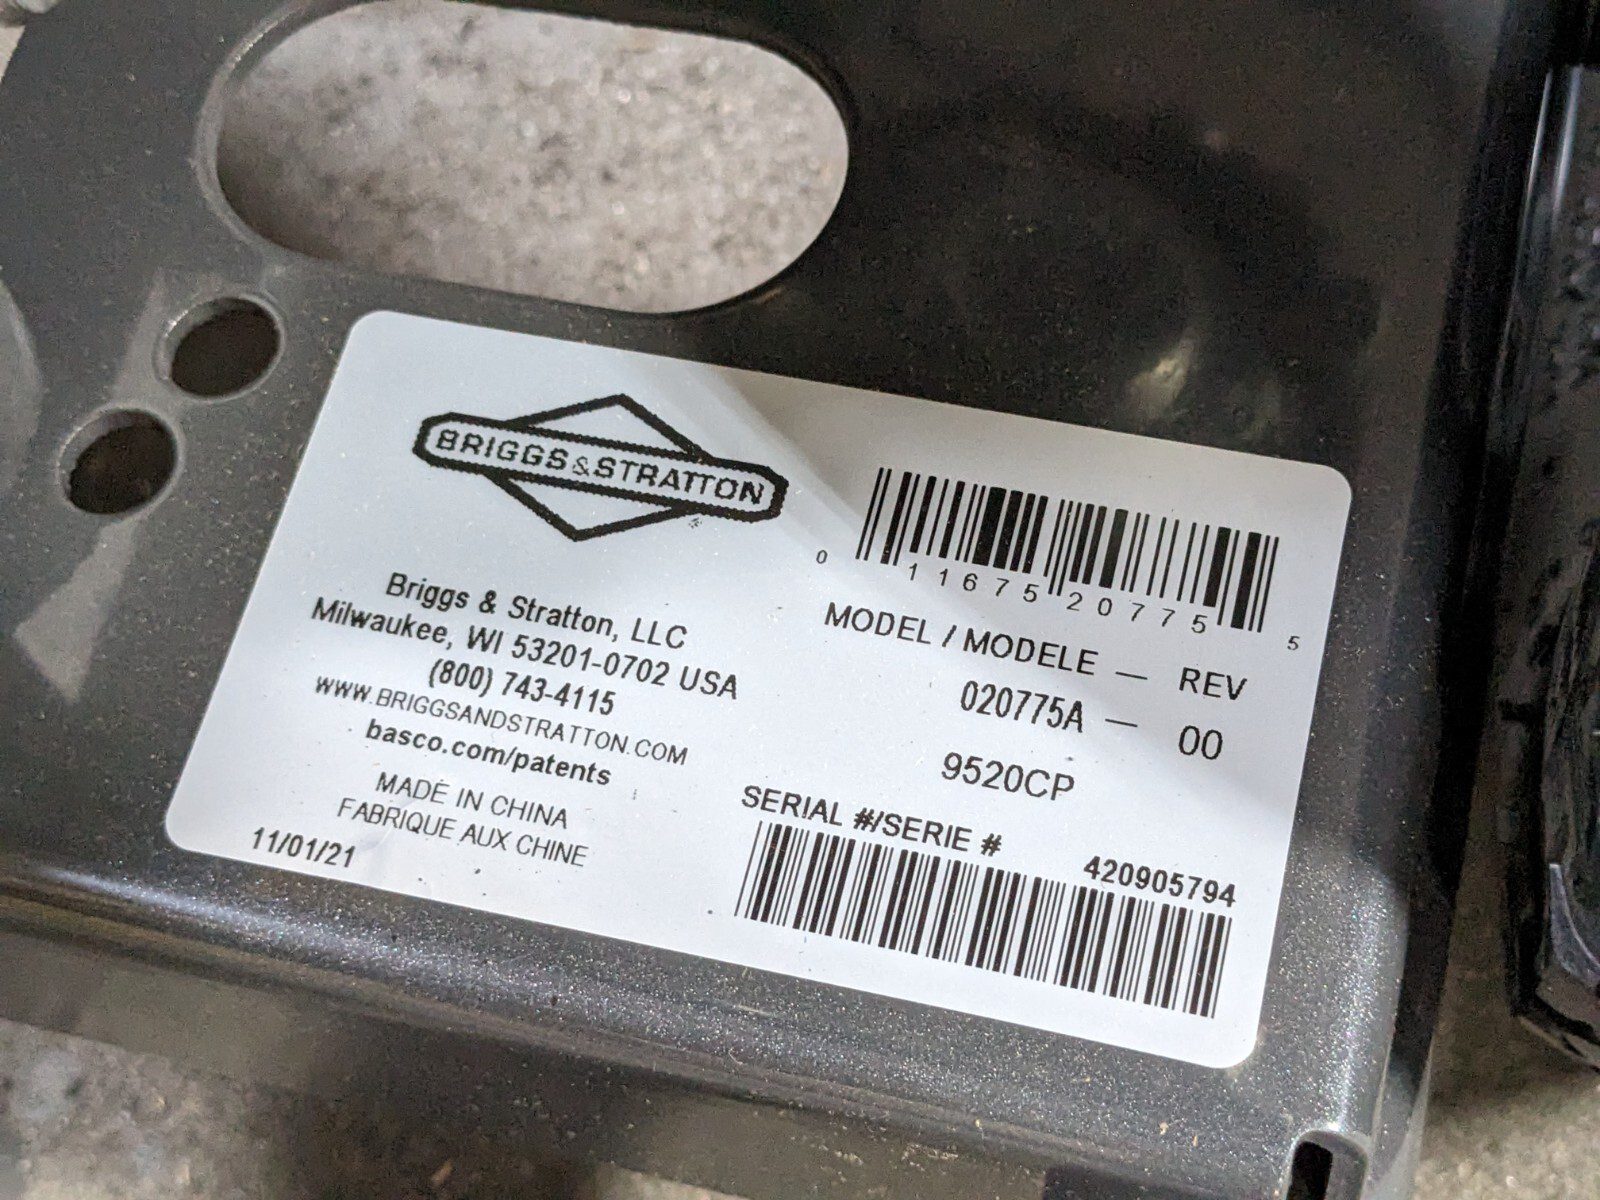 BRIGGS & STRATTON
®
Briggs & Stratton, LLC
Milwaukee, WI 53201-0702 USA
(800) 743-4115
WWW.BRIGGSANDSTRATTON.COM
basco.com/patents
MADE IN CHINA
FABRIQUE AUX CHINE
11/01/21
0 11675 20775 5
MODEL / MODELE — REV
020775A — 00
9520CP
SERIAL #/SERIE #
420905794